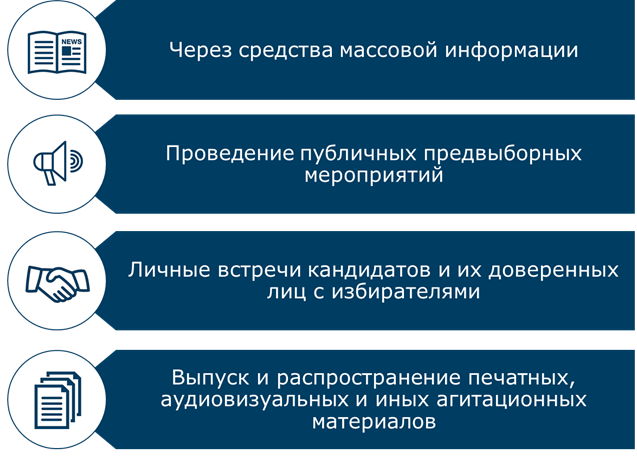 NEWS
Через средства массовой информации
Проведение публичных предвыборных
мероприятий
Личные встречи кандидатов и их доверенных
лиц с избирателями
Выпуск и распространение печатных,
аудиовизуальных и иных агитационных
материалов